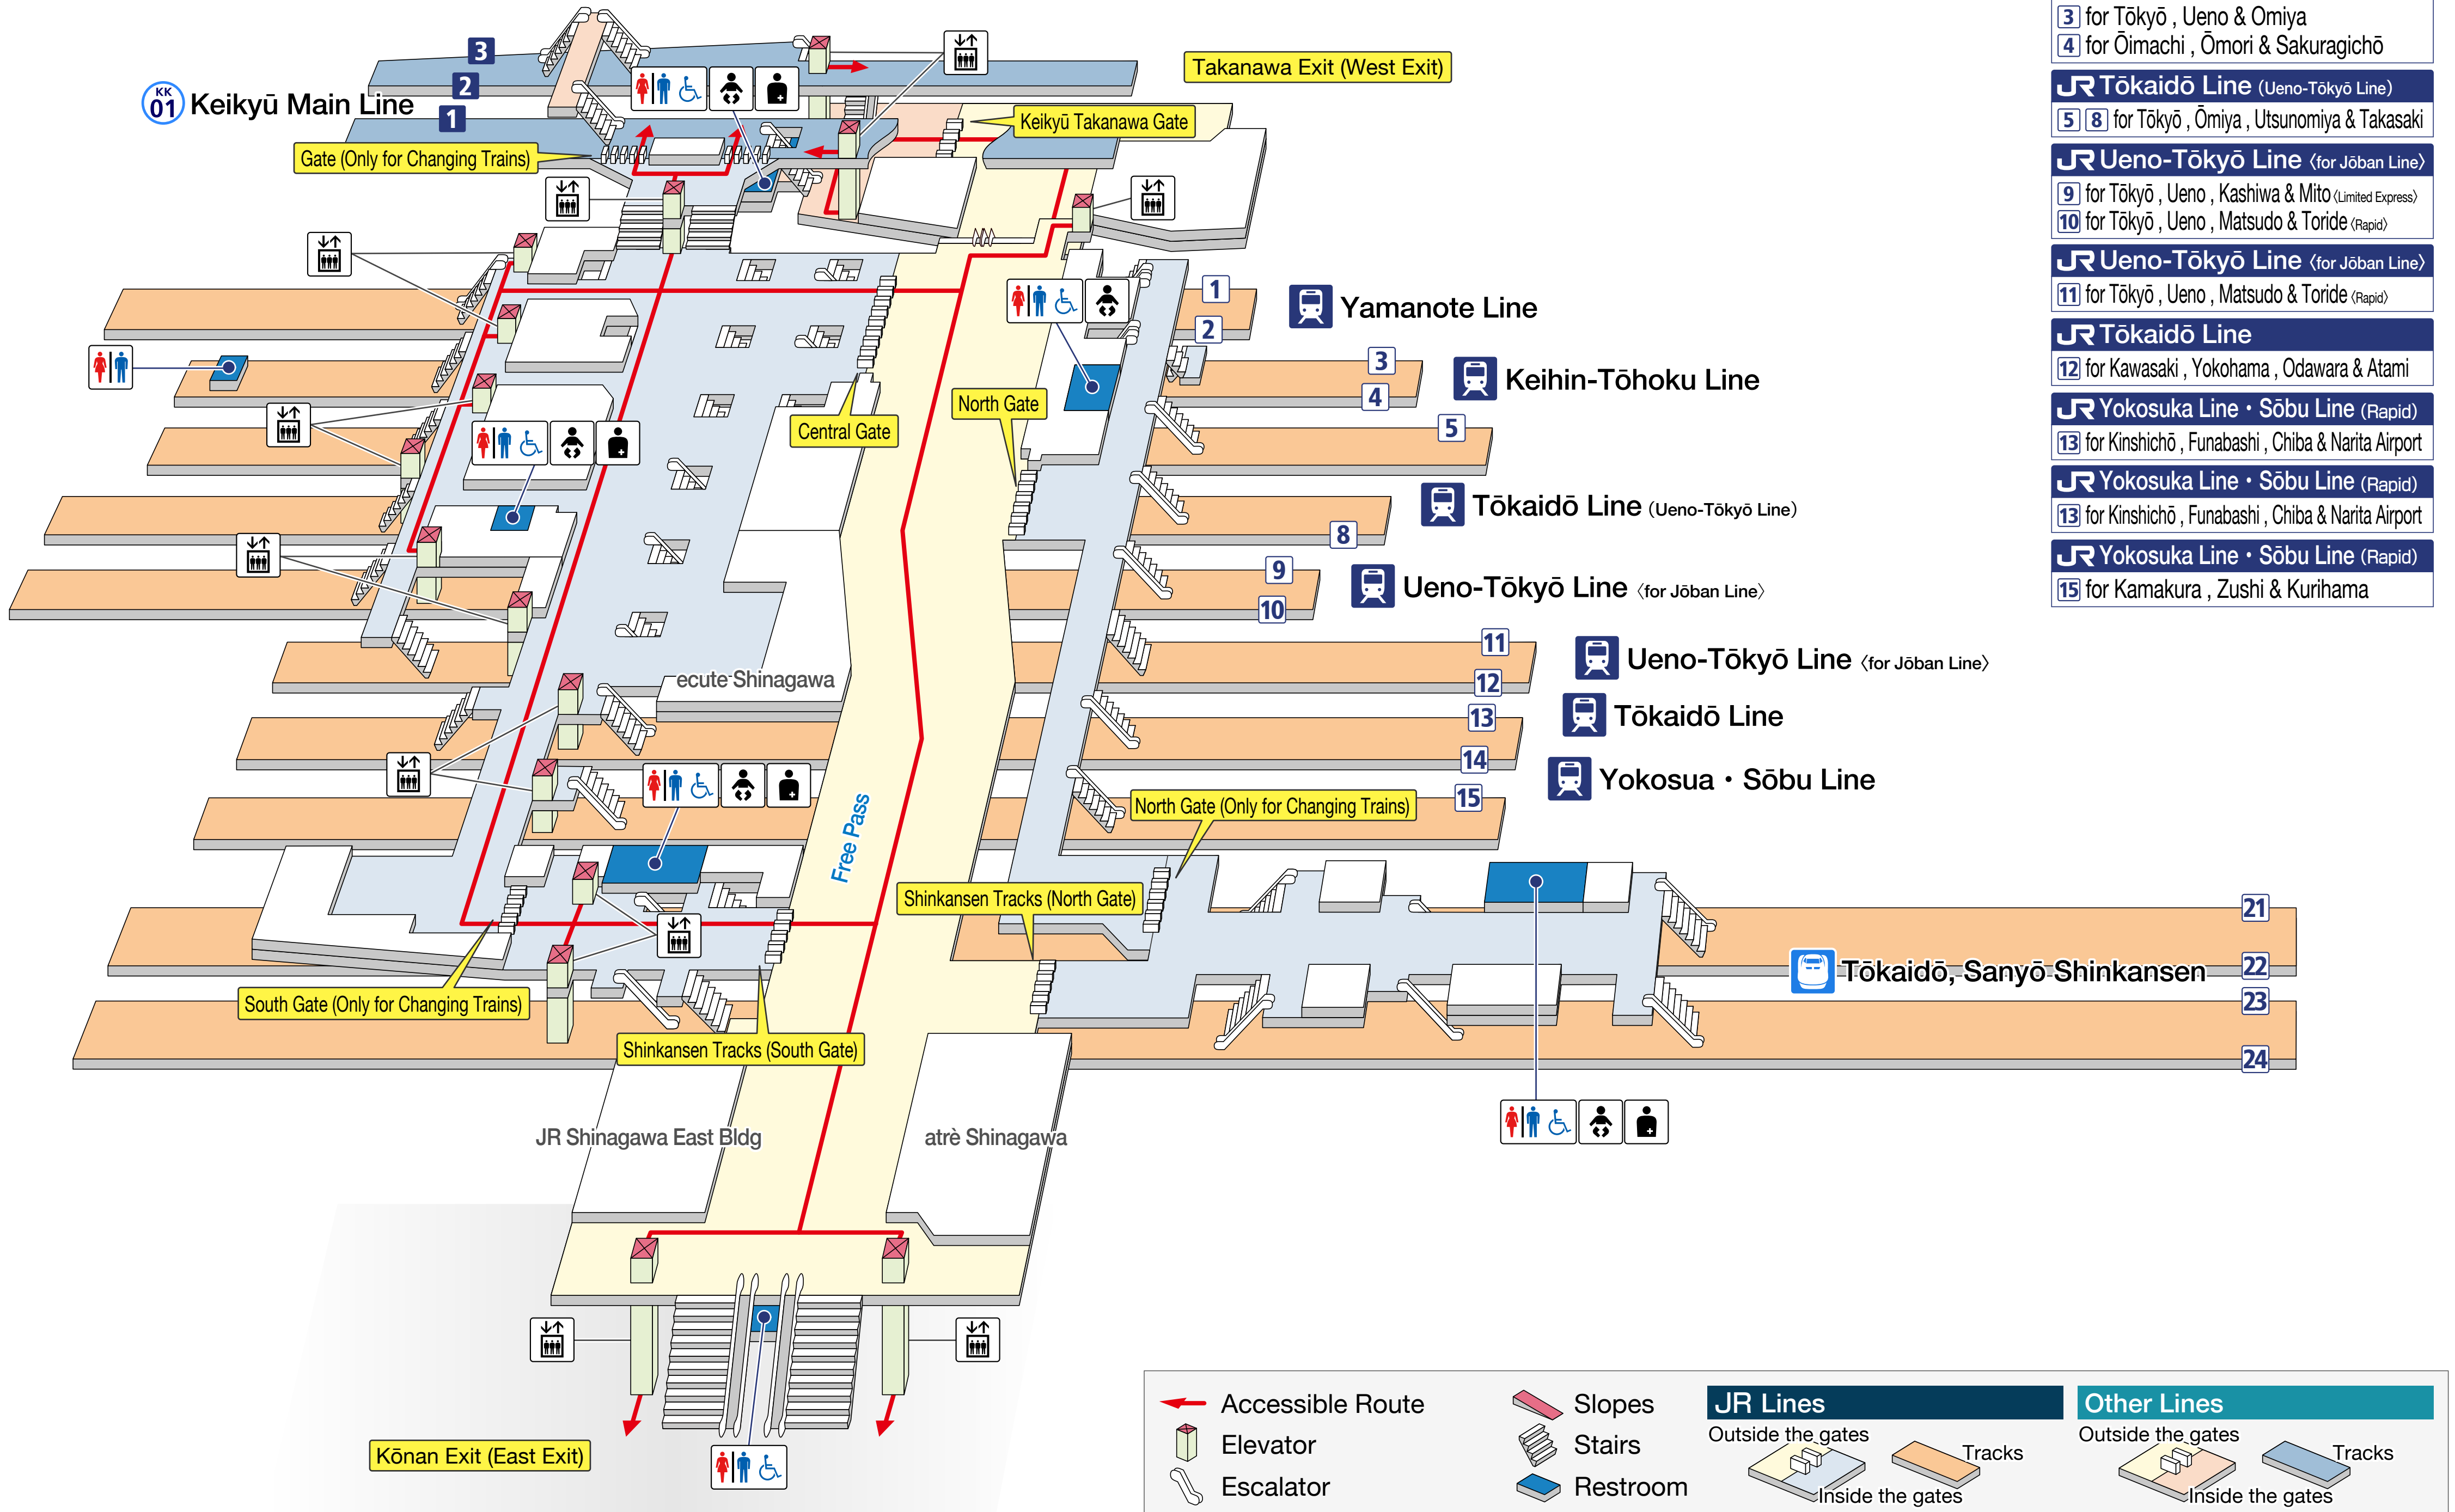 3
2
1
KK
01
Keikyū Main Line
Gate (Only for Changing Trains)
Takanawa Exit (West Exit)
Keikyū Takanawa Gate
Central Gate
North Gate
1
2
Yamanote Line
3
4
Keihin-Tōhoku Line
5
8
Tōkaidō Line (Ueno-Tōkyō Line)
9
10
Ueno-Tōkyō Line 〈for Jōban Line〉
11
12
Ueno-Tōkyō Line 〈for Jōban Line〉
13
14
Tōkaidō Line
15
Yokosua・Sōbu Line
ecute Shinagawa
Free Pass
North Gate (Only for Changing Trains)
Shinkansen Tracks (North Gate)
South Gate (Only for Changing Trains)
Shinkansen Tracks (South Gate)
21
22
Tōkaidō, Sanyō Shinkansen
23
24
JR Shinagawa East Bldg
atrè Shinagawa
Kōnan Exit (East Exit)
3 for Tōkyō , Ueno & Omiya
4 for Ōimachi , Ōmori & Sakuragichō
JR Tōkaidō Line (Ueno-Tōkyō Line)
5 8 for Tōkyō , Ōmiya , Utsunomiya & Takasaki
JR Ueno-Tōkyō Line 〈for Jōban Line〉
9 for Tōkyō , Ueno , Kashiwa & Mito 〈Limited Express〉
10 for Tōkyō , Ueno , Matsudo & Toride 〈Rapid〉
JR Ueno-Tōkyō Line 〈for Jōban Line〉
11 for Tōkyō , Ueno , Matsudo & Toride 〈Rapid〉
JR Tōkaidō Line
12 for Kawasaki , Yokohama , Odawara & Atami
JR Yokosuka Line・Sōbu Line (Rapid)
13 for Kinshichō , Funabashi , Chiba & Narita Airport
JR Yokosuka Line・Sōbu Line (Rapid)
13 for Kinshichō , Funabashi , Chiba & Narita Airport
JR Yokosuka Line・Sōbu Line (Rapid)
15 for Kamakura , Zushi & Kurihama
Accessible Route
Elevator
Escalator
Slopes
Stairs
Restroom
JR Lines
Outside the gates
Tracks
Inside the gates
Other Lines
Outside the gates
Tracks
Inside the gates